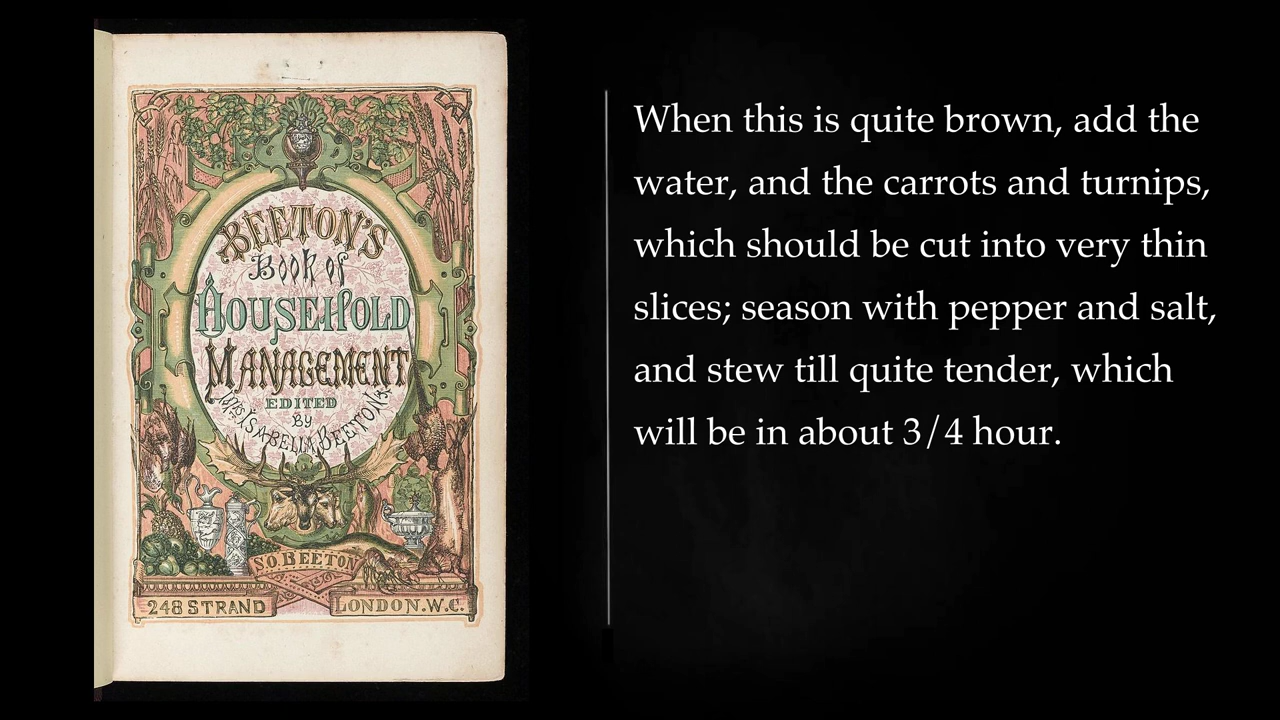 BEETON'S
Book of
HOUSEHOLD
MANAGEMENT
EDITED
By
MRS ISABELLA BEETON.
S.O.BEETON
248 STRAND
LONDON.W.C.
When this is quite brown, add the
water, and the carrots and turnips,
which should be cut into very thin
slices; season with pepper and salt,
and stew till quite tender, which
will be in about 3/4 hour.